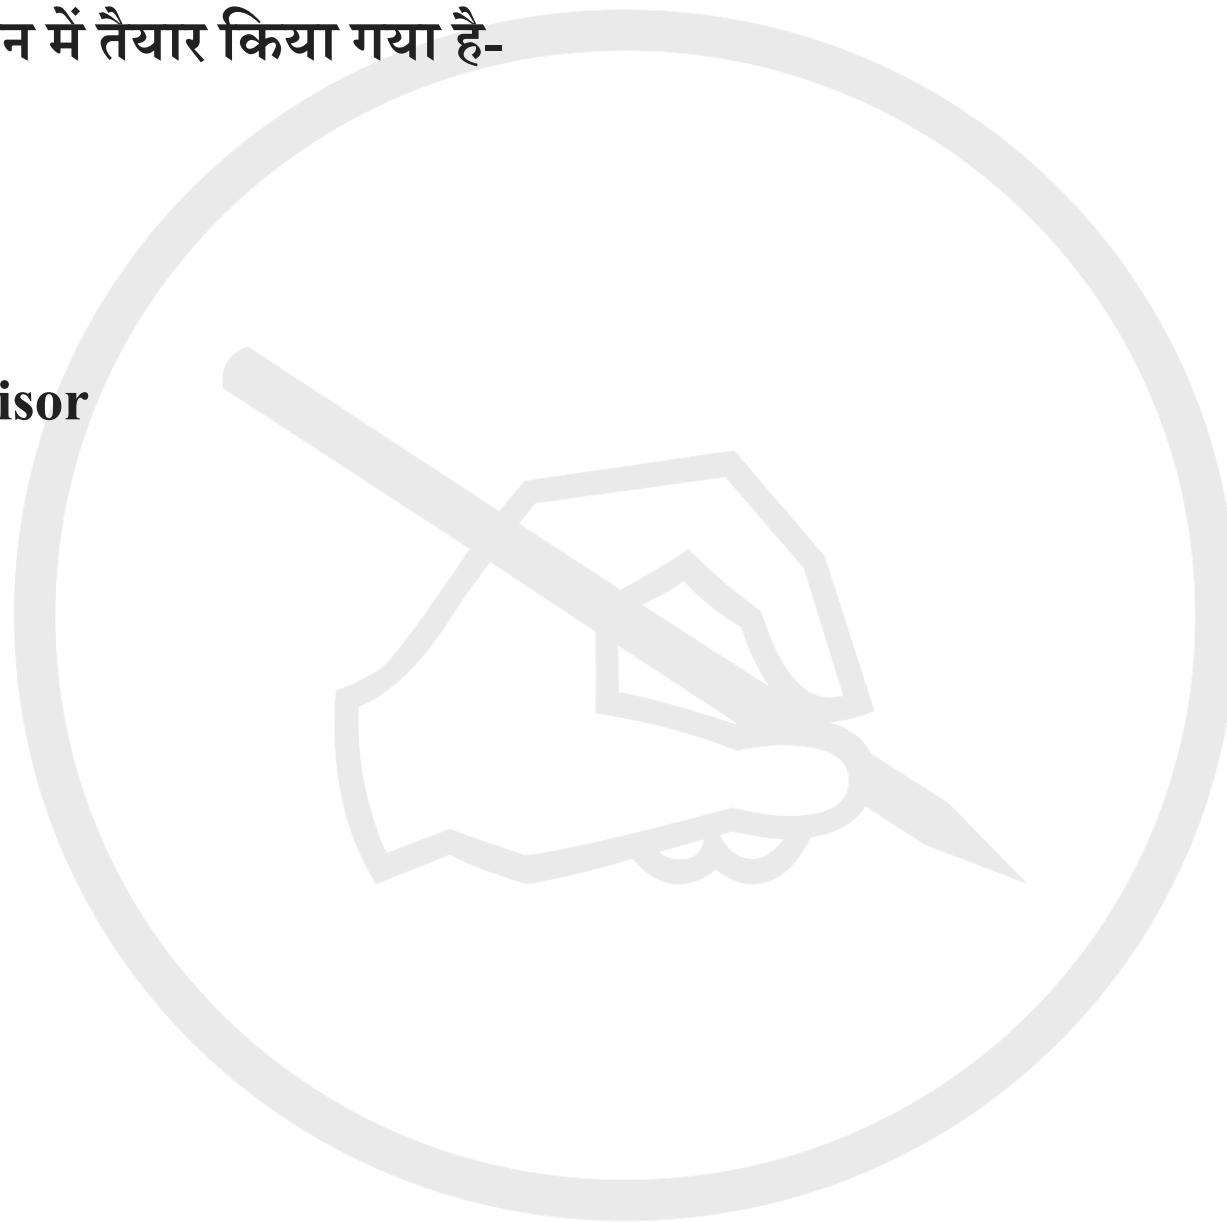 न में तैयार किया गया है-
isor